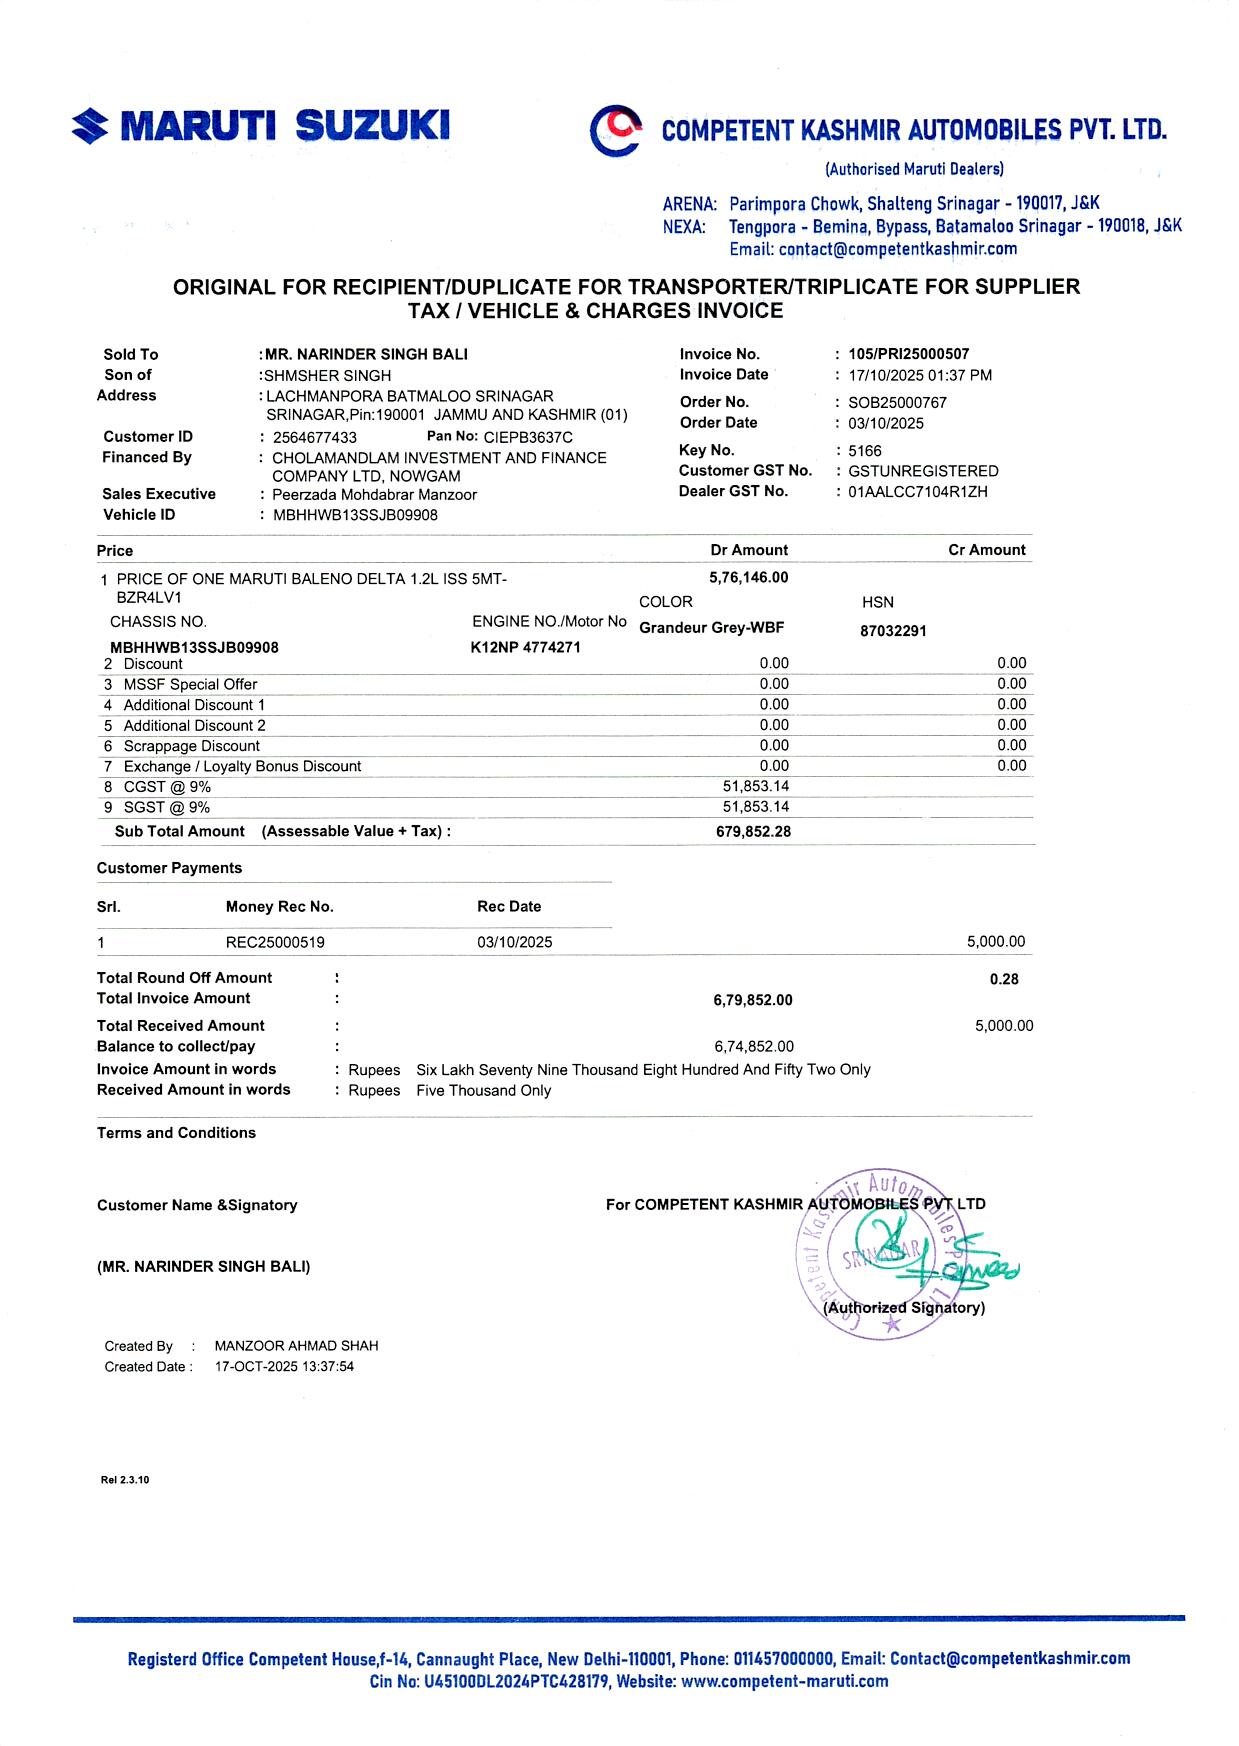 MARUTI SUZUKI
COMPETENT KASHMIR AUTOMOBILES PVT. LTD.
(Authorised Maruti Dealers)
ARENA: Parimpora Chowk, Shalteng Srinagar - 190017, J&K
NEXA: Tengpora - Bemina, Bypass, Batamaloo Srinagar - 190018, J&K
Email: contact@competentkashmir.com
ORIGINAL FOR RECIPIENT/DUPLICATE FOR TRANSPORTER/TRIPLICATE FOR SUPPLIER
TAX / VEHICLE & CHARGES INVOICE
Sold To :MR. NARINDER SINGH BALI
Son of :SHMSHER SINGH
Address : LACHMANPORA BATMALOO SRINAGAR
SRINAGAR,Pin:190001 JAMMU AND KASHMIR (01)
Customer ID : 2564677433 Pan No: CIEPB3637C
Financed By : CHOLAMANDLAM INVESTMENT AND FINANCE
COMPANY LTD, NOWGAM
Sales Executive : Peerzada Mohdabrar Manzoor
Vehicle ID : MBHHWB13SSJB09908
Invoice No. : 105/PRI25000507
Invoice Date : 17/10/2025 01:37 PM
Order No. : SOB25000767
Order Date : 03/10/2025
Key No. : 5166
Customer GST No. : GSTUNREGISTERED
Dealer GST No. : 01AALCC7104R1ZH
Price Dr Amount Cr Amount
1 PRICE OF ONE MARUTI BALENO DELTA 1.2L ISS 5MT- 5,76,146.00
BZR4LV1
COLOR HSN
CHASSIS NO. ENGINE NO./Motor No
Grandeur Grey-WBF 87032291
MBHHWB13SSJB09908 K12NP 4774271
2 Discount 0.00 0.00
3 MSSF Special Offer 0.00 0.00
4 Additional Discount 1 0.00 0.00
5 Additional Discount 2 0.00 0.00
6 Scrappage Discount 0.00 0.00
7 Exchange / Loyalty Bonus Discount 0.00 0.00
8 CGST @ 9% 51,853.14
9 SGST @ 9% 51,853.14
Sub Total Amount (Assessable Value + Tax) : 679,852.28
Customer Payments
Srl. Money Rec No. Rec Date
1 REC25000519 03/10/2025 5,000.00
Total Round Off Amount : 0.28
Total Invoice Amount : 6,79,852.00
Total Received Amount : 5,000.00
Balance to collect/pay : 6,74,852.00
Invoice Amount in words : Rupees Six Lakh Seventy Nine Thousand Eight Hundred And Fifty Two Only
Received Amount in words : Rupees Five Thousand Only
Terms and Conditions
Customer Name &Signatory
For COMPETENT KASHMIR AUTOMOBILES PVT LTD
Competent Kashmir Automobiles P. Ltd.
SRINAGAR
(MR. NARINDER SINGH BALI)
(Authorized Signatory)
Created By : MANZOOR AHMAD SHAH
Created Date : 17-OCT-2025 13:37:54
Rel 2.3.10
Registerd Office Competent House,f-14, Cannaught Place, New Delhi-110001, Phone: 011457000000, Email: Contact@competentkashmir.com
Cin No: U45100DL2024PTC428179, Website: www.competent-maruti.com